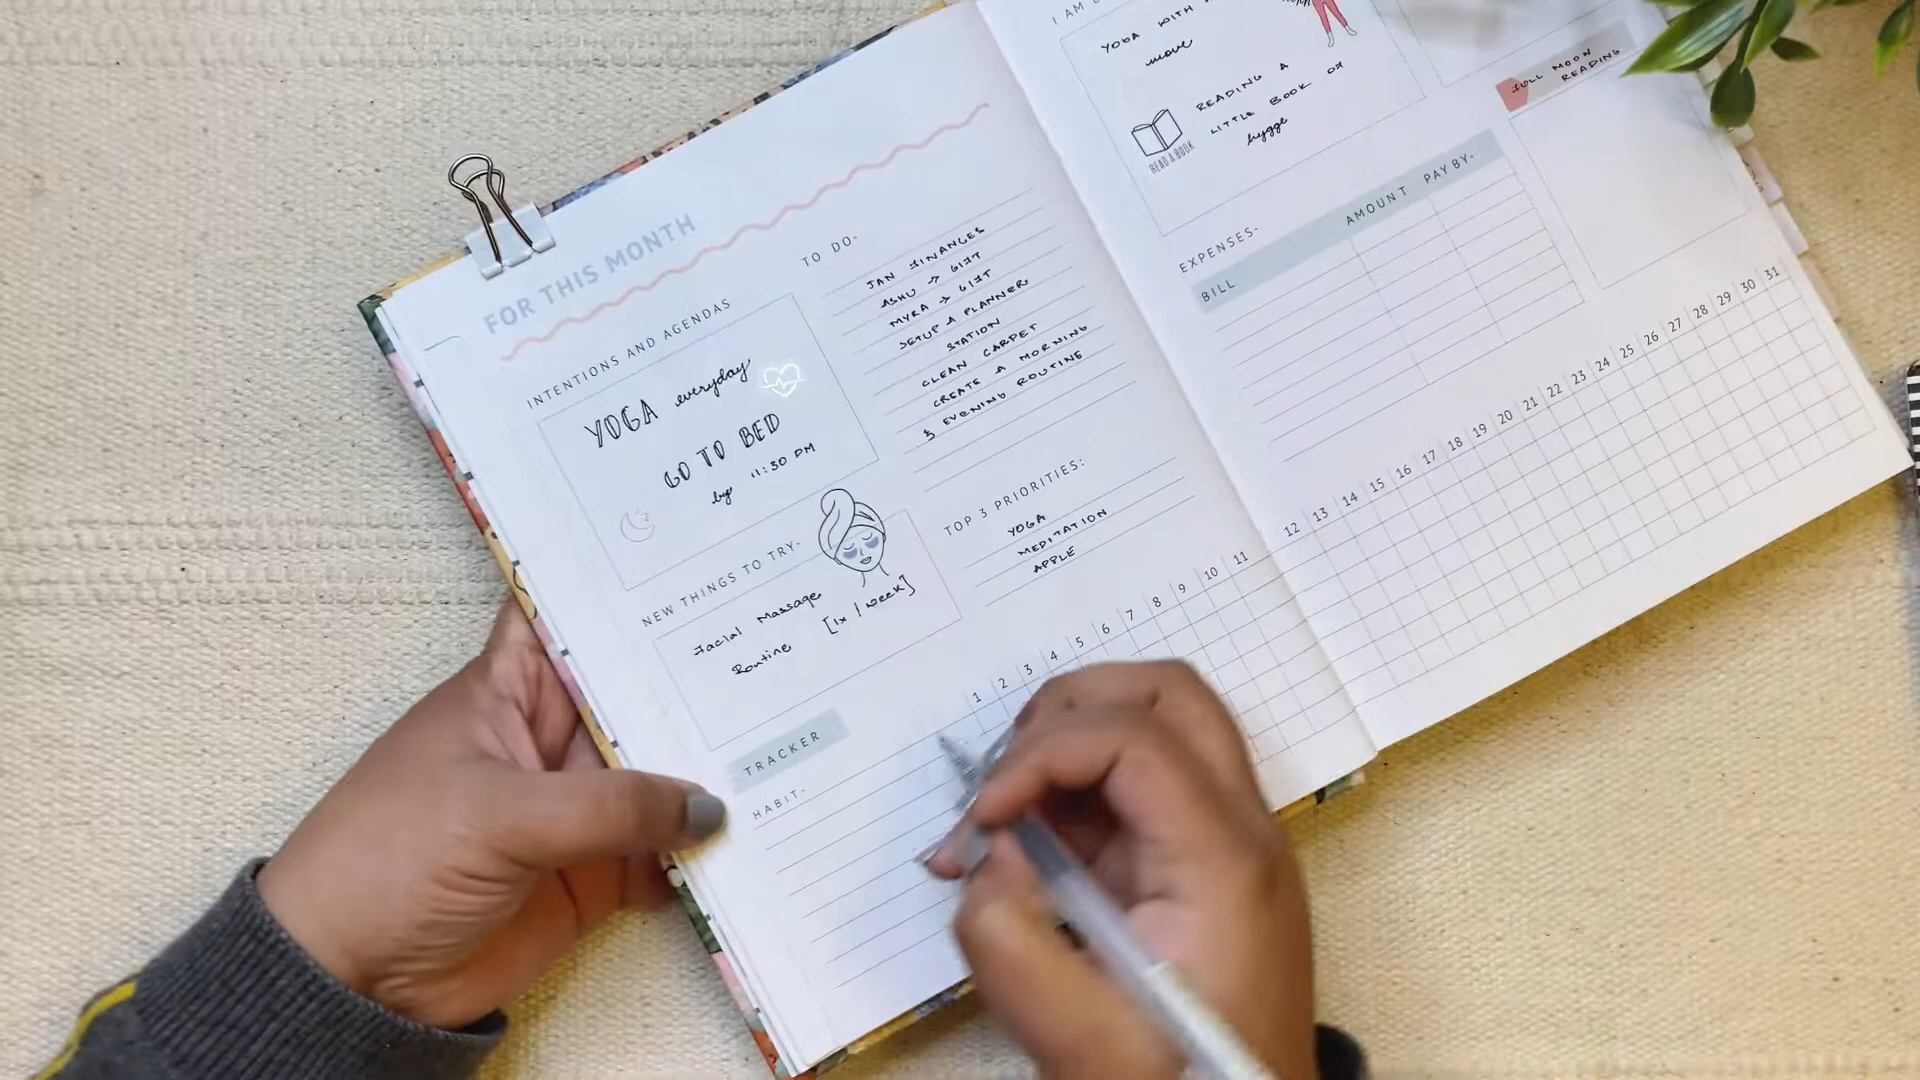 FOR THIS MONTH
INTENTIONS AND AGENDAS
YOGA everyday
GO TO BED
by 11:30 PM
NEW THINGS TO TRY-
Facial Massage
Routine [1x / week]
TO DO-
JAN FINANCES
ASHU → GIFT
MYRA → GIFT
SETUP A PLANNER
STATION
CLEAN CARPET
CREATE A MORNING
& EVENING ROUTINE
TOP 3 PRIORITIES:
YOGA
MEDITATION
APPLE
TRACKER
HABIT-
1 2 3 4 5 6 7 8 9 10 11
I AM
YOGA WITH
move
READING A
LITTLE BOOK OF
hygge
READ A BOOK
FULL MOON
READING
EXPENSES-
BILL AMOUNT PAY BY-
12 13 14 15 16 17 18 19 20 21 22 23 24 25 26 27 28 29 30 31